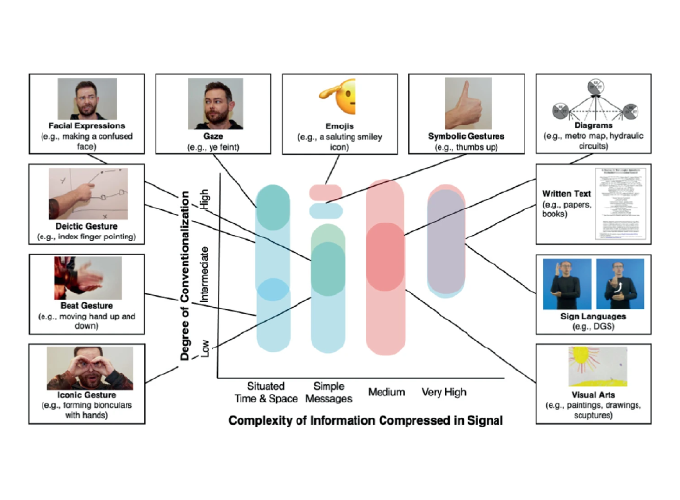 Facial Expressions
(e.g., making a confused
face)
Gaze
(e.g., ye feint)
Emojis
(e.g., a saluting smiley
icon)
Symbolic Gestures
(e.g., thumbs up)
Diagrams
(e.g., metro map, hydraulic
circuits)
Deictic Gesture
(e.g., index finger pointing)
Written Text
(e.g., papers,
books)
Beat Gesture
(e.g., moving hand up and
down)
Sign Languages
(e.g., DGS)
Iconic Gesture
(e.g., forming bionculars
with hands)
Visual Arts
(e.g., paintings, drawings,
scuptures)
Degree of Conventionalization
High
Intermediate
Low
Situated
Time & Space
Simple
Messages
Medium
Very High
Complexity of Information Compressed in Signal